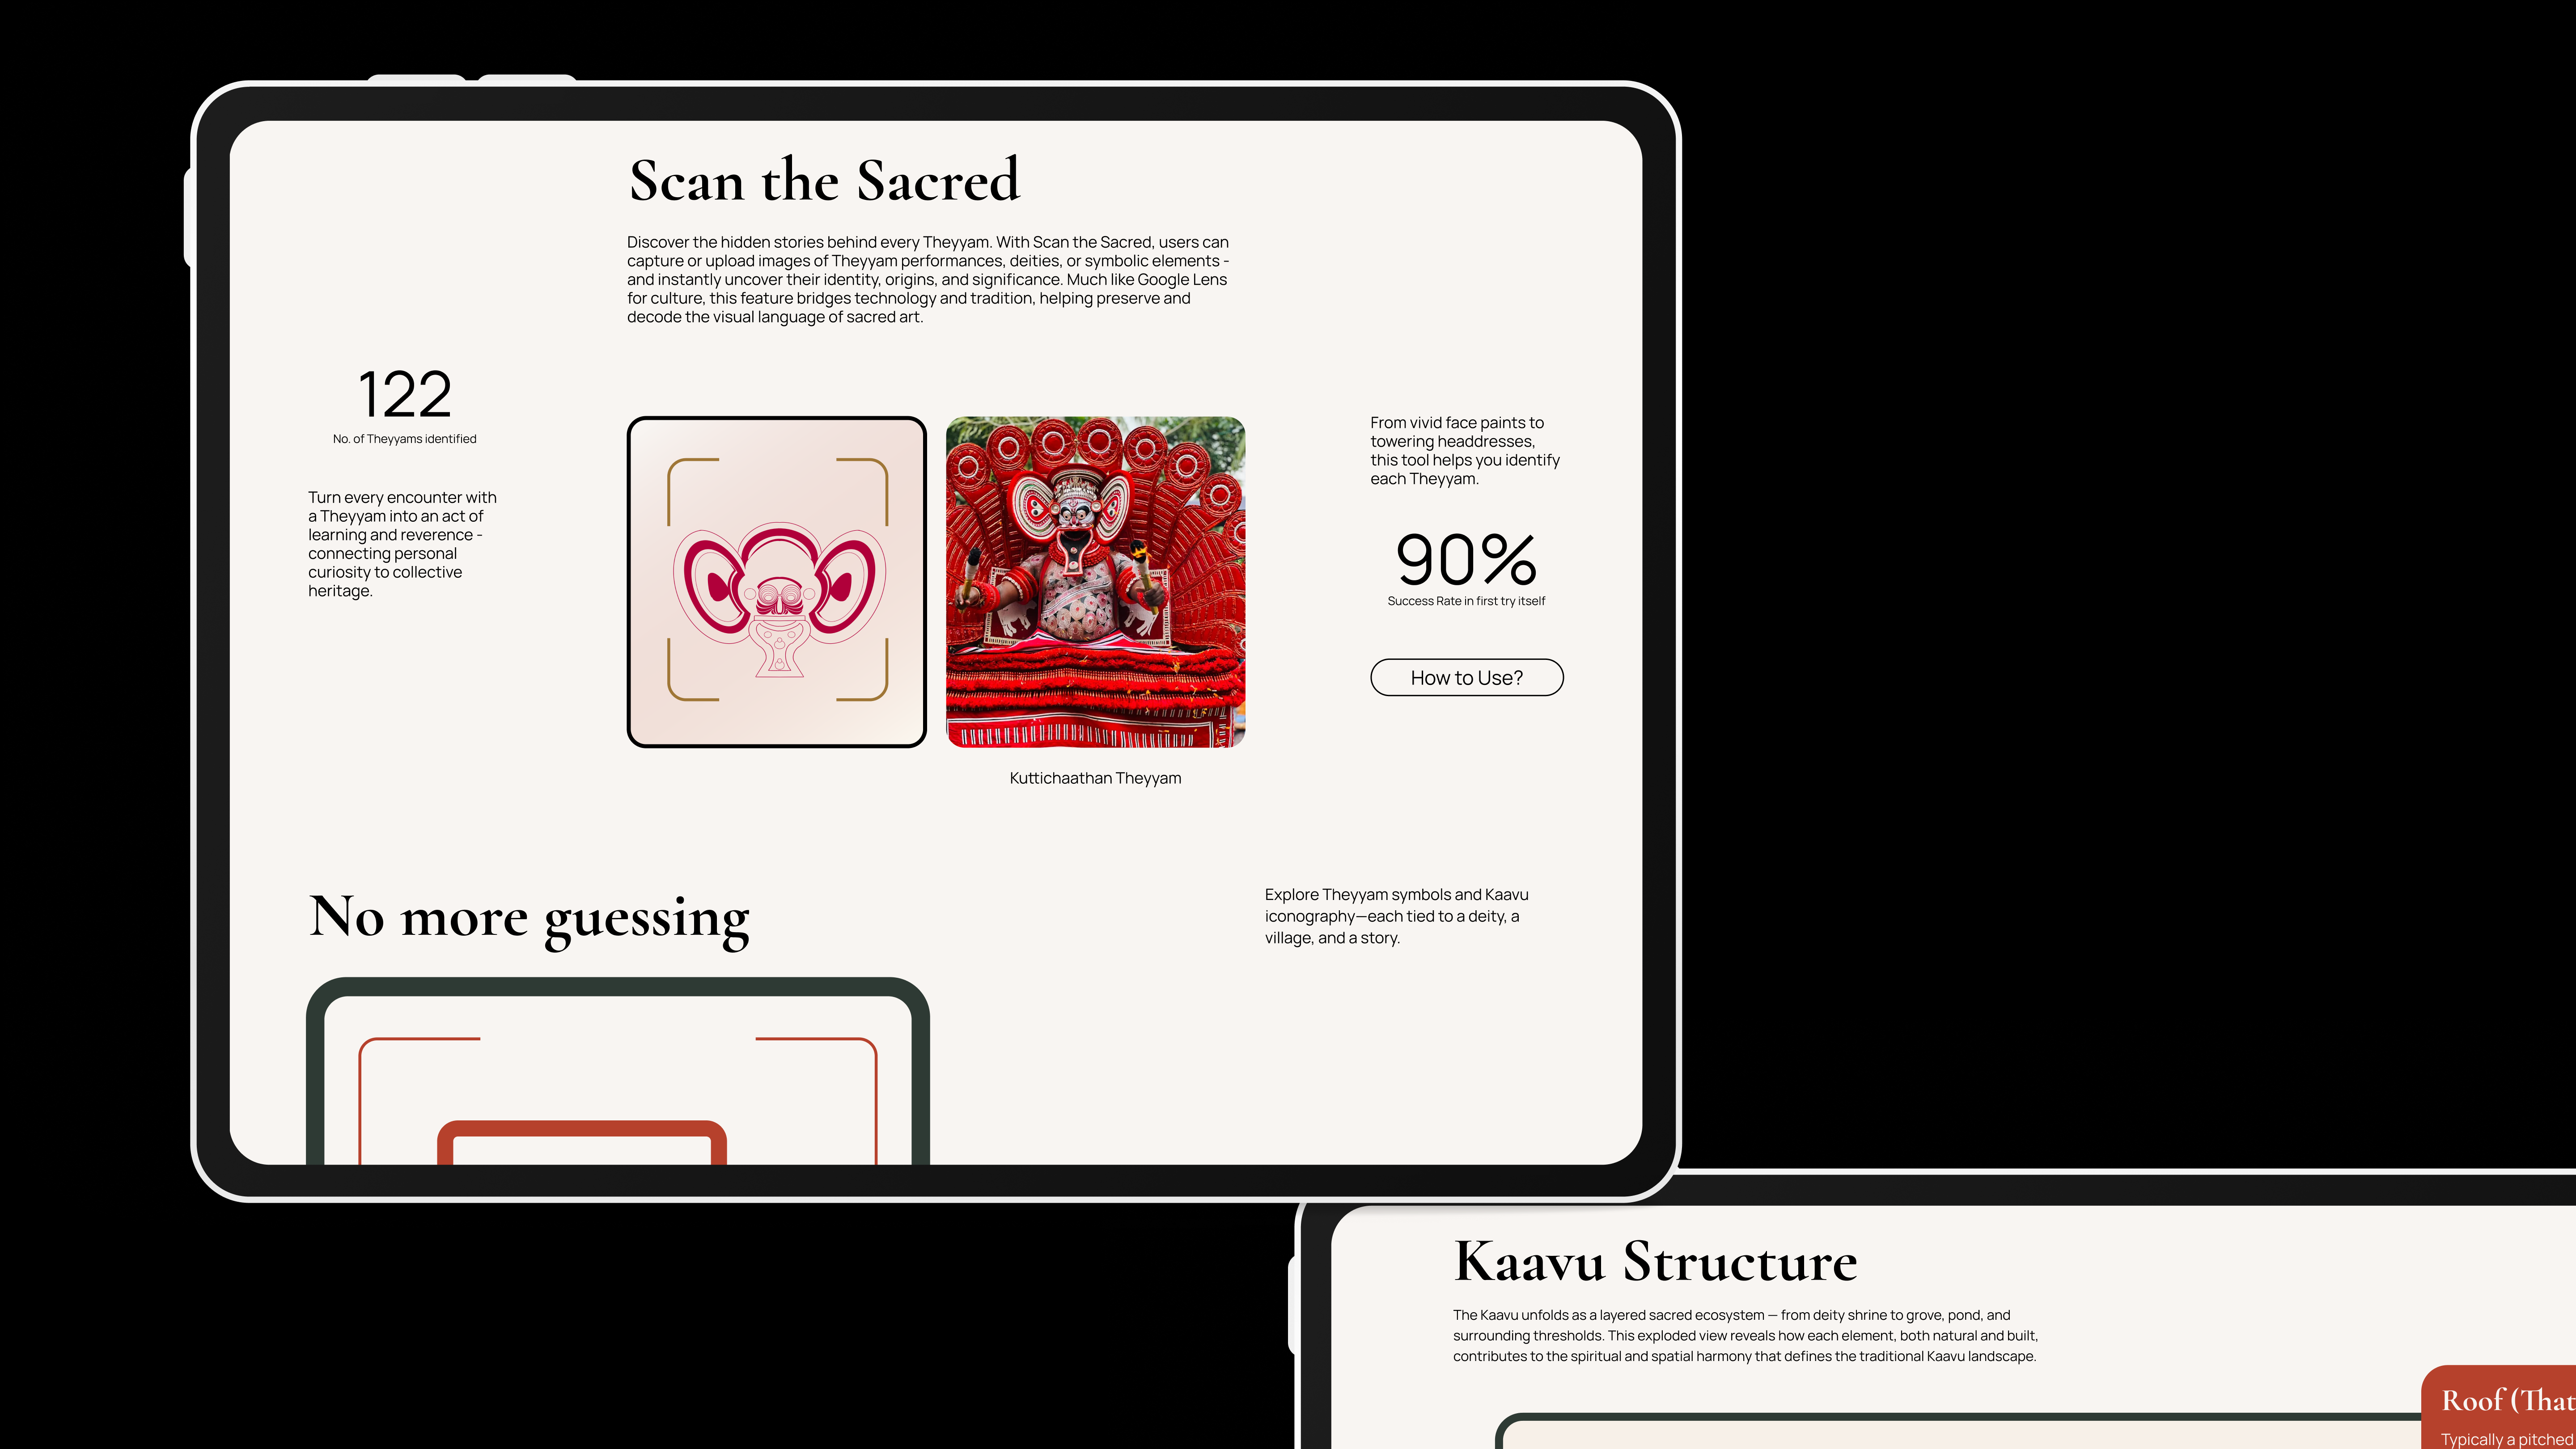 Scan the Sacred
Discover the hidden stories behind every Theyyam. With Scan the Sacred, users can
capture or upload images of Theyyam performances, deities, or symbolic elements -
and instantly uncover their identity, origins, and significance. Much like Google Lens
for culture, this feature bridges technology and tradition, helping preserve and
decode the visual language of sacred art.
122
No. of Theyyams identified
Turn every encounter with
a Theyyam into an act of
learning and reverence -
connecting personal
curiosity to collective
heritage.
Kuttichaathan Theyyam
From vivid face paints to
towering headdresses,
this tool helps you identify
each Theyyam.
90%
Success Rate in first try itself
How to Use?
No more guessing
Explore Theyyam symbols and Kaavu
iconography—each tied to a deity, a
village, and a story.
Kaavu Structure
The Kaavu unfolds as a layered sacred ecosystem — from deity shrine to grove, pond, and
surrounding thresholds. This exploded view reveals how each element, both natural and built,
contributes to the spiritual and spatial harmony that defines the traditional Kaavu landscape.
Roof (That
Typically a pitched